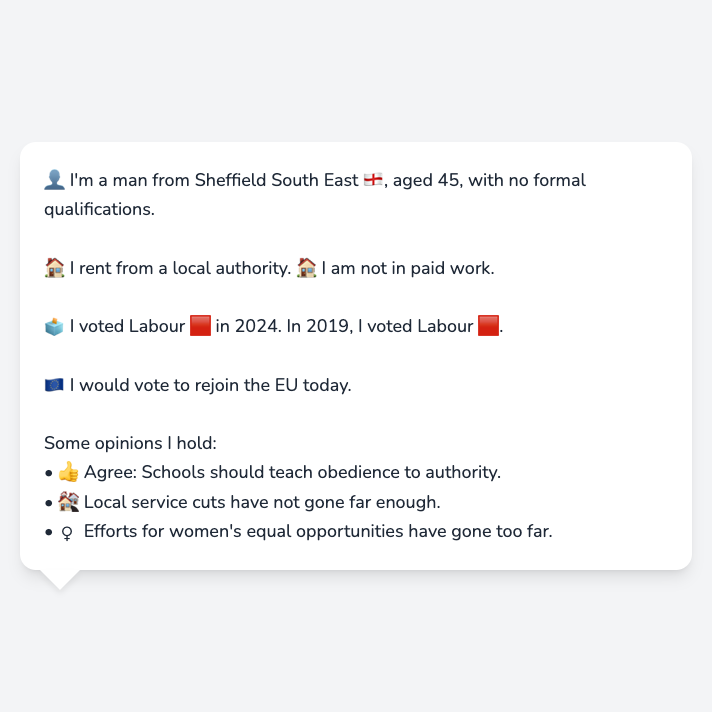 👤 I'm a man from Sheffield South East 🏴󠁧󠁢󠁥󠁮󠁧󠁿, aged 45, with no formal
qualifications.
🏠 I rent from a local authority. 🏠 I am not in paid work.
🗳️ I voted Labour 🟥 in 2024. In 2019, I voted Labour 🟥.
🇪🇺 I would vote to rejoin the EU today.
Some opinions I hold:
• 👍 Agree: Schools should teach obedience to authority.
• 🏚️ Local service cuts have not gone far enough.
• ♀ Efforts for women's equal opportunities have gone too far.